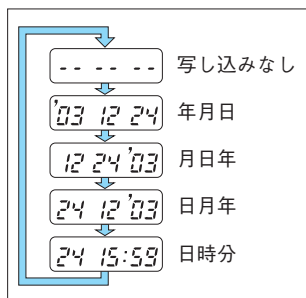 -- -- -- 写し込みなし
'03 12 24 年月日
12 24 '03 月日年
24 12 '03 日月年
24 15:59 日時分